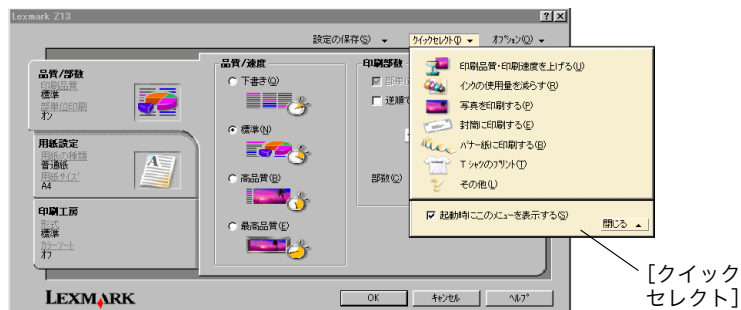 Lexmark Z13
設定の保存(S)
クイックセレクト(I)
オプション(O)
品質/部数
印刷品質
標準
部単位印刷
オン
用紙設定
用紙の種類
普通紙
用紙サイズ
A4
印刷工房
形式
標準
カラーソート
オフ
品質/速度
下書き(Q)
標準(N)
高品質(B)
最高品質(E)
印刷部数
部単位
逆順で
部数(C)
印刷品質・印刷速度を上げる(U)
インクの使用量を減らす(R)
写真を印刷する(P)
封筒に印刷する(E)
バナー紙に印刷する(B)
Tシャツのプリント(T)
その他(L)
起動時にこのメニューを表示する(S)
閉じる
LEXMARK
OK
キャンセル
ヘルプ
[クイック
セレクト]